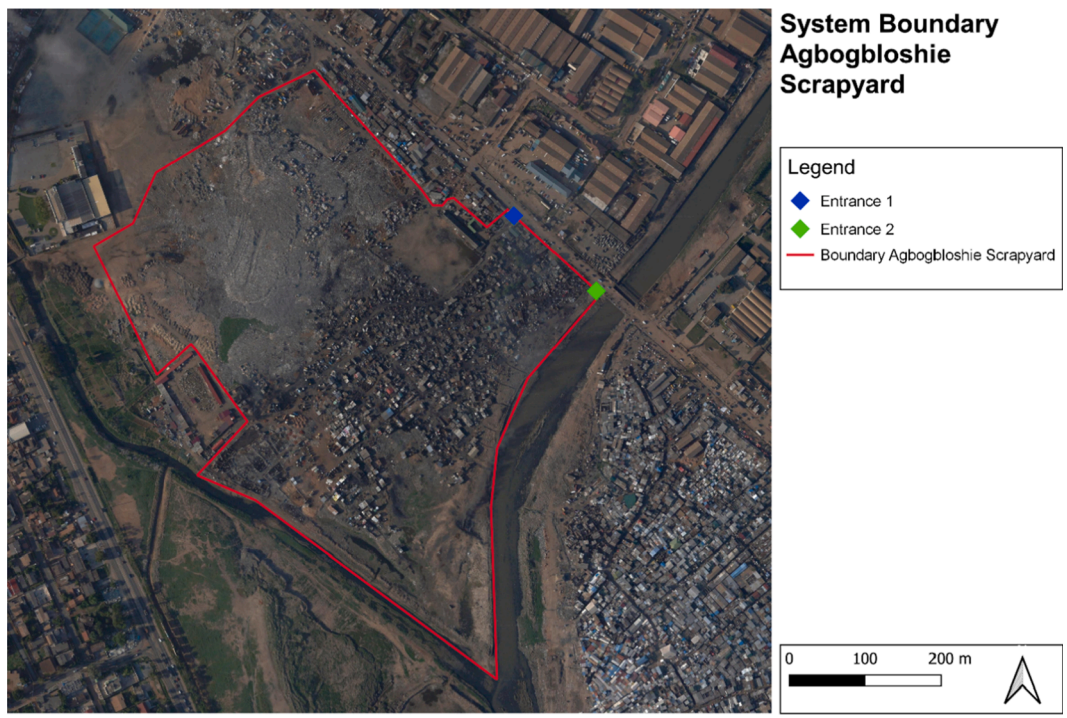 System Boundary
Agbogbloshie
Scrapyard
Legend
Entrance 1
Entrance 2
Boundary Agbogbloshie Scrapyard
0 100 200 m